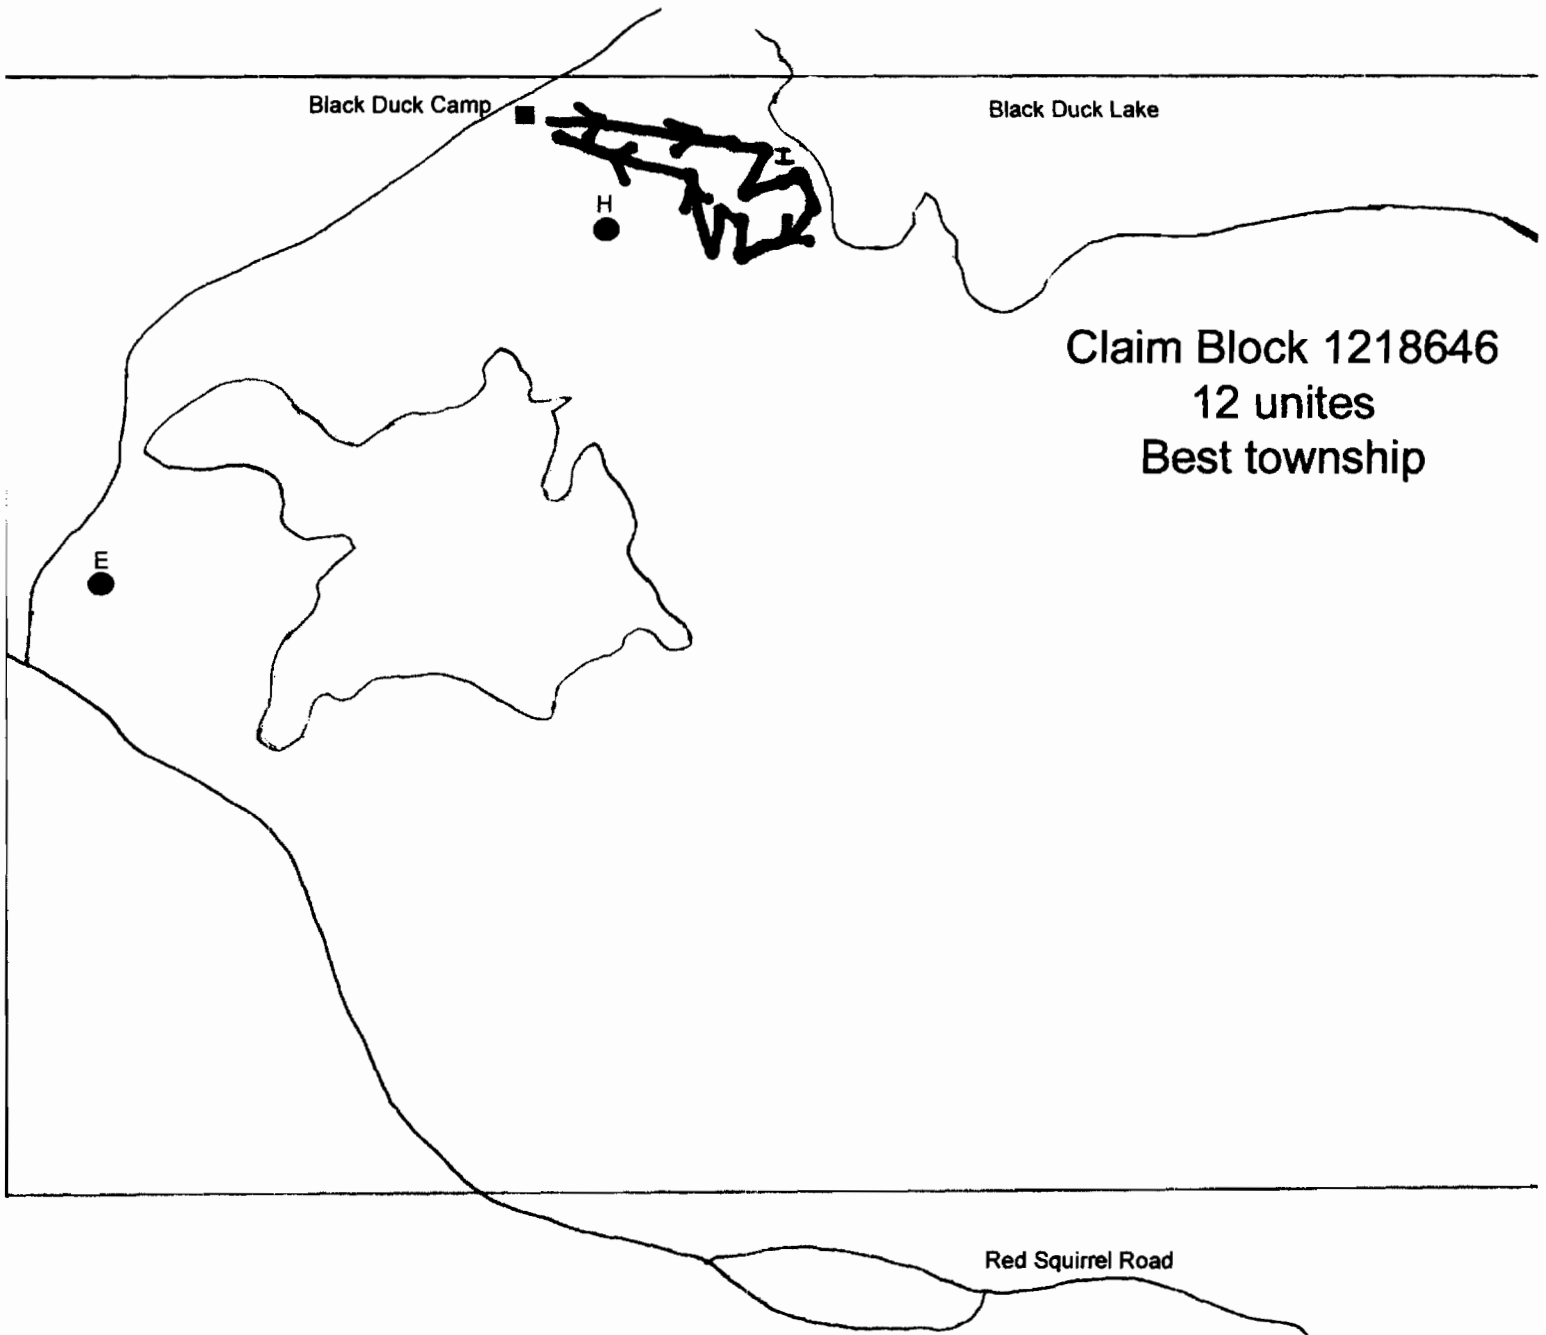 Black Duck Camp
Black Duck Lake
I
H
Claim Block 1218646
12 unites
Best township
E
Red Squirrel Road